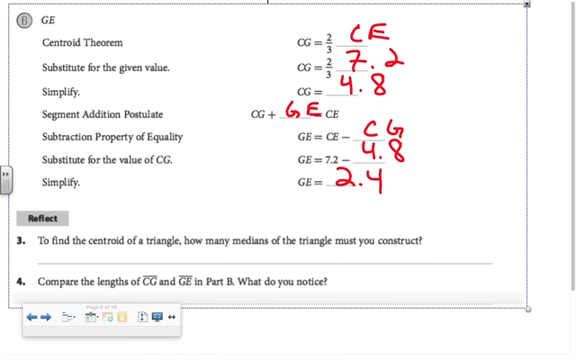 B GE
Centroid Theorem CG = 2/3 CE
Substitute for the given value. CG = 2/3 7.2
Simplify. CG = 4.8
Segment Addition Postulate CG + GE CE
Subtraction Property of Equality GE = CE − CG
Substitute for the value of CG. GE = 7.2 − 4.8
Simplify. GE = 2.4
Reflect
3. To find the centroid of a triangle, how many medians of the triangle must you construct?
4. Compare the lengths of CG and GE in Part B. What do you notice?